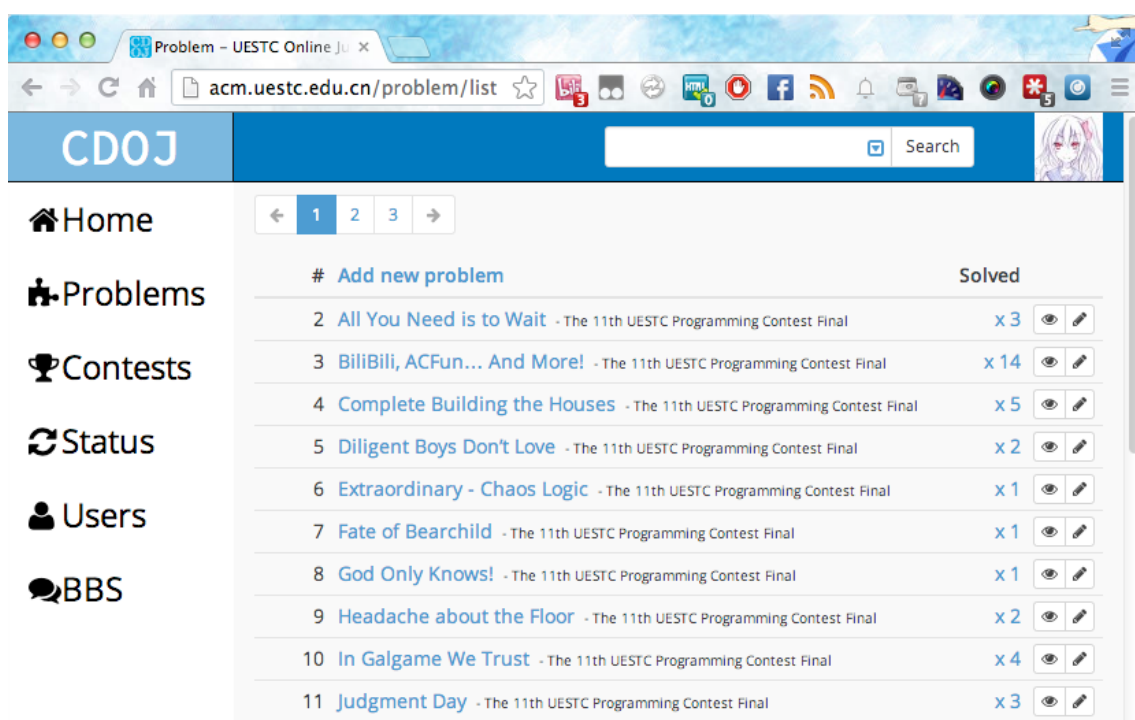 Problem – UESTC Online Ju
acm.uestc.edu.cn/problem/list
3
HTML
0
7
5
CDOJ
Search
Home
Problems
Contests
Status
Users
BBS
1 2 3
# Add new problem Solved
2 All You Need is to Wait - The 11th UESTC Programming Contest Final x 3
3 BiliBili, ACFun... And More! - The 11th UESTC Programming Contest Final x 14
4 Complete Building the Houses - The 11th UESTC Programming Contest Final x 5
5 Diligent Boys Don't Love - The 11th UESTC Programming Contest Final x 2
6 Extraordinary - Chaos Logic - The 11th UESTC Programming Contest Final x 1
7 Fate of Bearchild - The 11th UESTC Programming Contest Final x 1
8 God Only Knows! - The 11th UESTC Programming Contest Final x 1
9 Headache about the Floor - The 11th UESTC Programming Contest Final x 2
10 In Galgame We Trust - The 11th UESTC Programming Contest Final x 4
11 Judgment Day - The 11th UESTC Programming Contest Final x 3